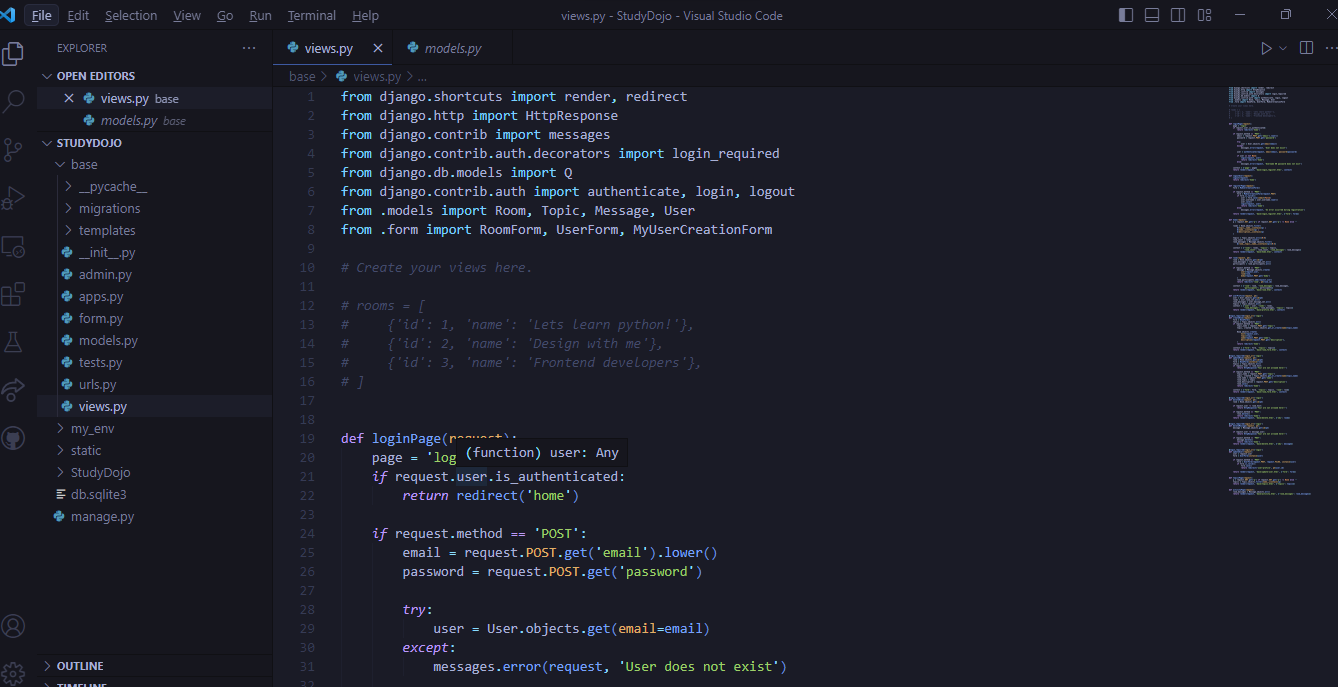 File Edit Selection View Go Run Terminal Help
views.py - StudyDojo - Visual Studio Code
EXPLORER
OPEN EDITORS
views.py base
models.py base
STUDYDOJO
base
__pycache__
migrations
templates
__init__.py
admin.py
apps.py
form.py
models.py
tests.py
urls.py
views.py
my_env
static
StudyDojo
db.sqlite3
manage.py
OUTLINE
TIMELINE
views.py models.py
base > views.py > ...
1 from django.shortcuts import render, redirect
2 from django.http import HttpResponse
3 from django.contrib import messages
4 from django.contrib.auth.decorators import login_required
5 from django.db.models import Q
6 from django.contrib.auth import authenticate, login, logout
7 from .models import Room, Topic, Message, User
8 from .form import RoomForm, UserForm, MyUserCreationForm
9
10 # Create your views here.
11
12 # rooms = [
13 #     {'id': 1, 'name': 'Lets learn python!'},
14 #     {'id': 2, 'name': 'Design with me'},
15 #     {'id': 3, 'name': 'Frontend developers'},
16 # ]
17
18
19 def loginPage(request):
20     page = 'log
(function) user: Any
21     if request.user.is_authenticated:
22         return redirect('home')
23
24     if request.method == 'POST':
25         email = request.POST.get('email').lower()
26         password = request.POST.get('password')
27
28         try:
29             user = User.objects.get(email=email)
30         except:
31             messages.error(request, 'User does not exist')
32